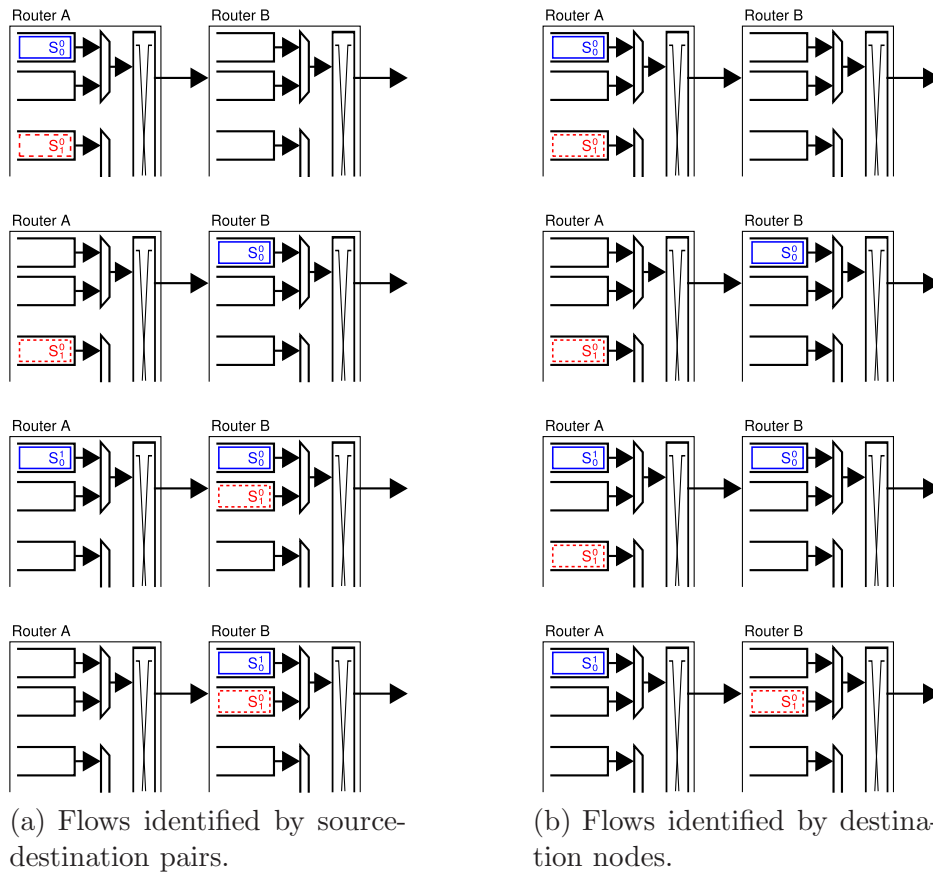 Router A Router B Router A Router B
S₀⁰ S₀⁰
S₁⁰ S₁⁰
Router A Router B Router A Router B
S₀⁰ S₀⁰
S₁⁰ S₁⁰
Router A Router B Router A Router B
S₀¹ S₀⁰ S₀¹ S₀⁰
S₁⁰
S₁⁰
Router A Router B Router A Router B
S₀¹ S₀¹
S₁⁰ S₁⁰
(a) Flows identified by source-
destination pairs.
(b) Flows identified by destina-
tion nodes.